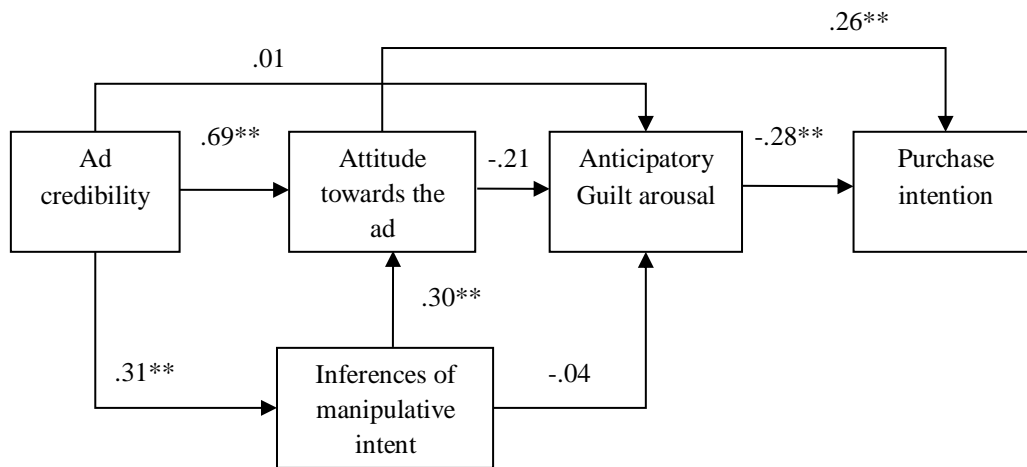 .26**
.01
.69**
-.21
-.28**
Ad
credibility
Attitude
towards the
ad
Anticipatory
Guilt arousal
Purchase
intention
.30**
.31**
-.04
Inferences of
manipulative
intent